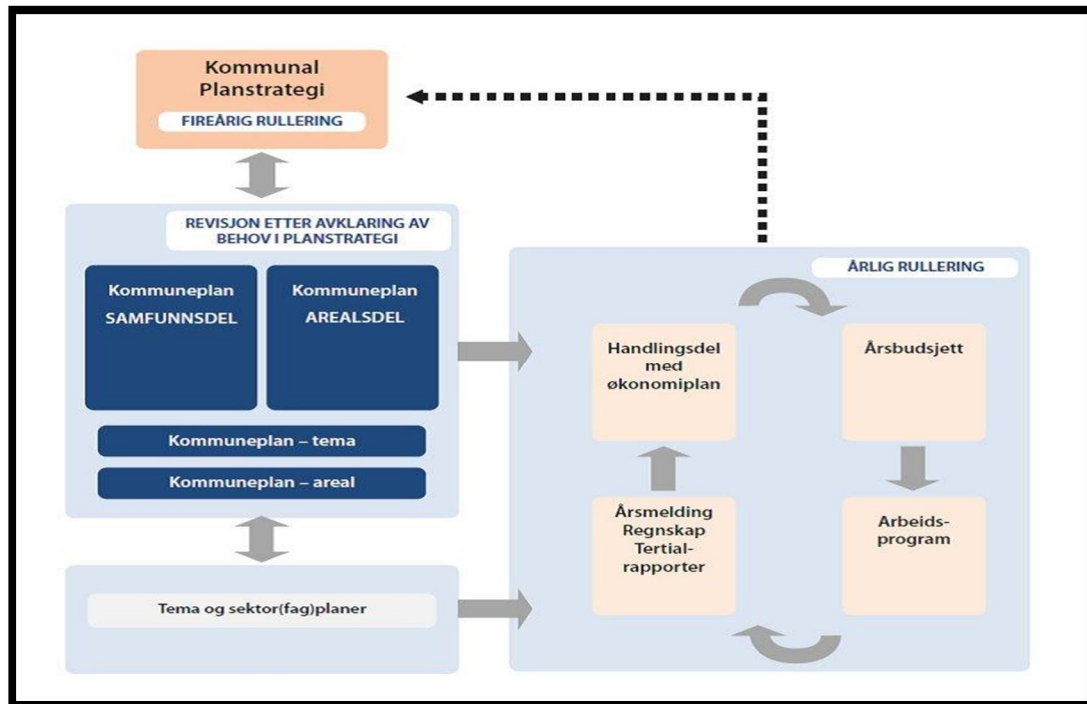 Kommunal
Planstrategi
FIREÅRIG RULLERING
REVISJON ETTER AVKLARING AV
BEHOV I PLANSTRATEGI
Kommuneplan
SAMFUNNSDEL
Kommuneplan
AREALSDEL
Kommuneplan – tema
Kommuneplan – areal
Tema og sektor(fag)planer
ÅRLIG RULLERING
Handlingsdel
med
økonomiplan
Årsbudsjett
Årsmelding
Regnskap
Tertial-
rapporter
Arbeids-
program